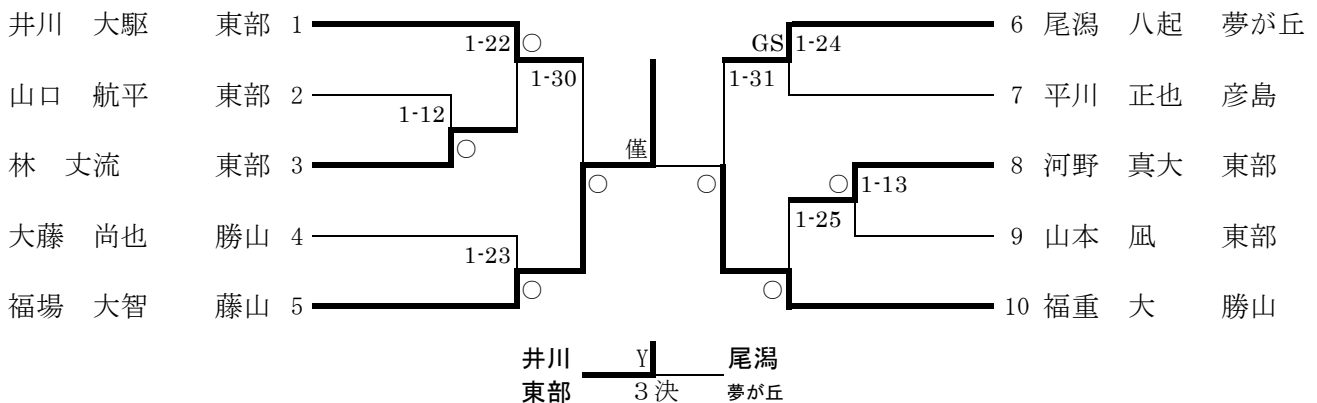 井川 大駆 東部 1
山口 航平 東部 2
林 丈流 東部 3
大藤 尚也 勝山 4
福場 大智 藤山 5
1-22 ○
1-12
○
1-30
1-23
○
僅
○ ○
GS 1-24
1-31
○ 1-13
1-25
○
6 尾潟 八起 夢が丘
7 平川 正也 彦島
8 河野 真大 東部
9 山本 凪 東部
10 福重 大 勝山
井川 Y 尾潟
東部 3決 夢が丘